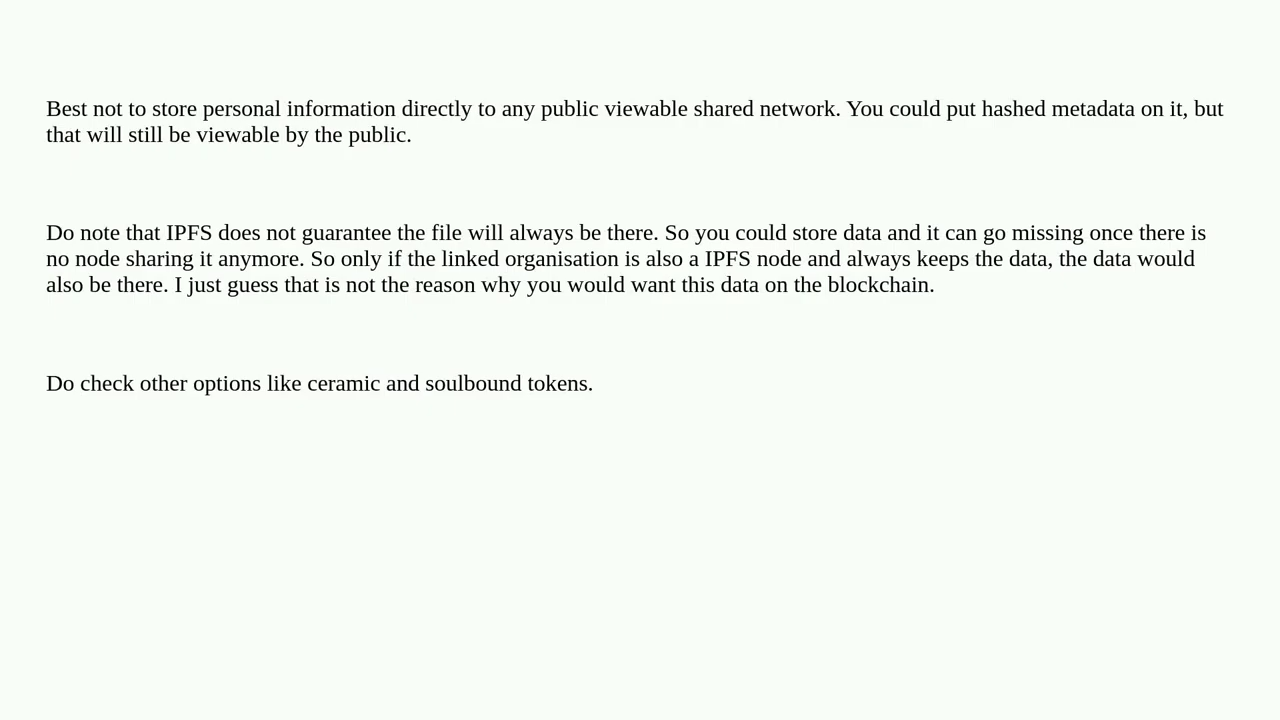 Best not to store personal information directly to any public viewable shared network. You could put hashed metadata on it, but
that will still be viewable by the public.
Do note that IPFS does not guarantee the file will always be there. So you could store data and it can go missing once there is
no node sharing it anymore. So only if the linked organisation is also a IPFS node and always keeps the data, the data would
also be there. I just guess that is not the reason why you would want this data on the blockchain.
Do check other options like ceramic and soulbound tokens.